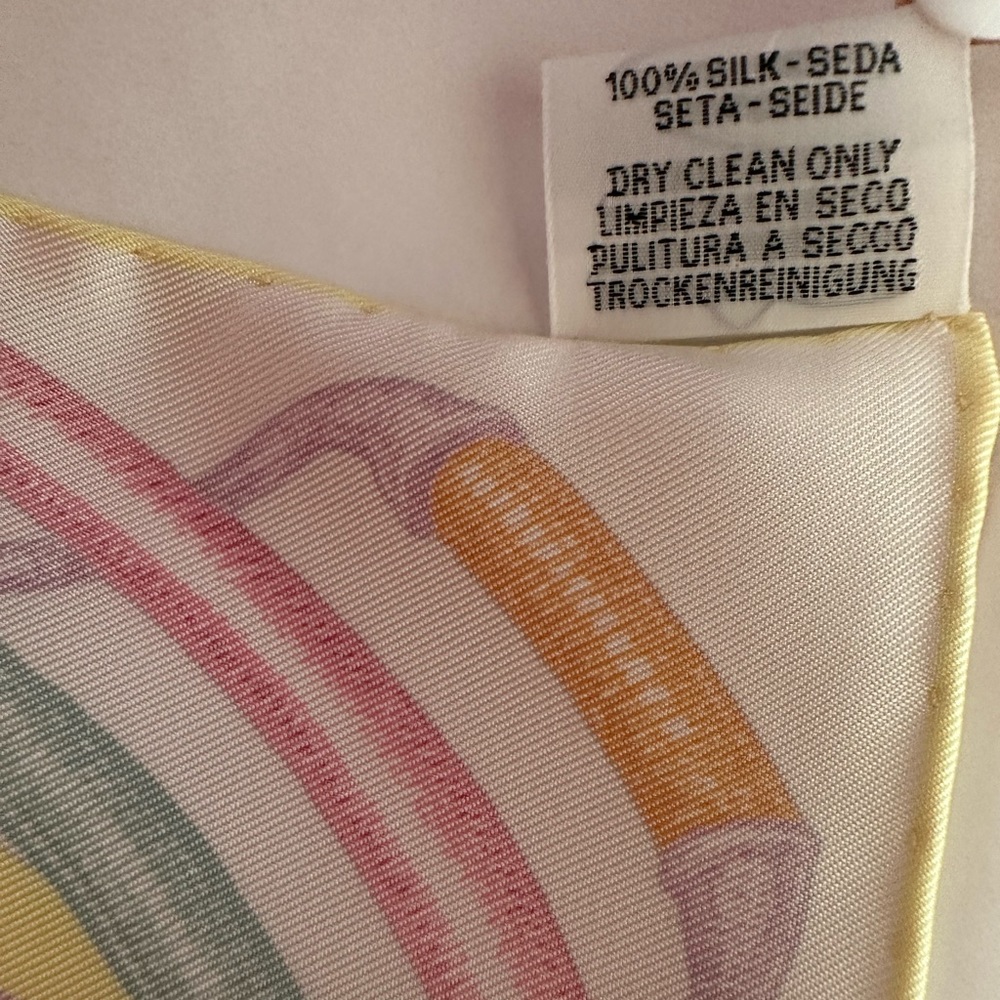 100% SILK-SEDA
SETA-SEIDE
DRY CLEAN ONLY
LIMPIEZA EN SECO
PULITURA A SECCO
TROCKENREINIGUNG